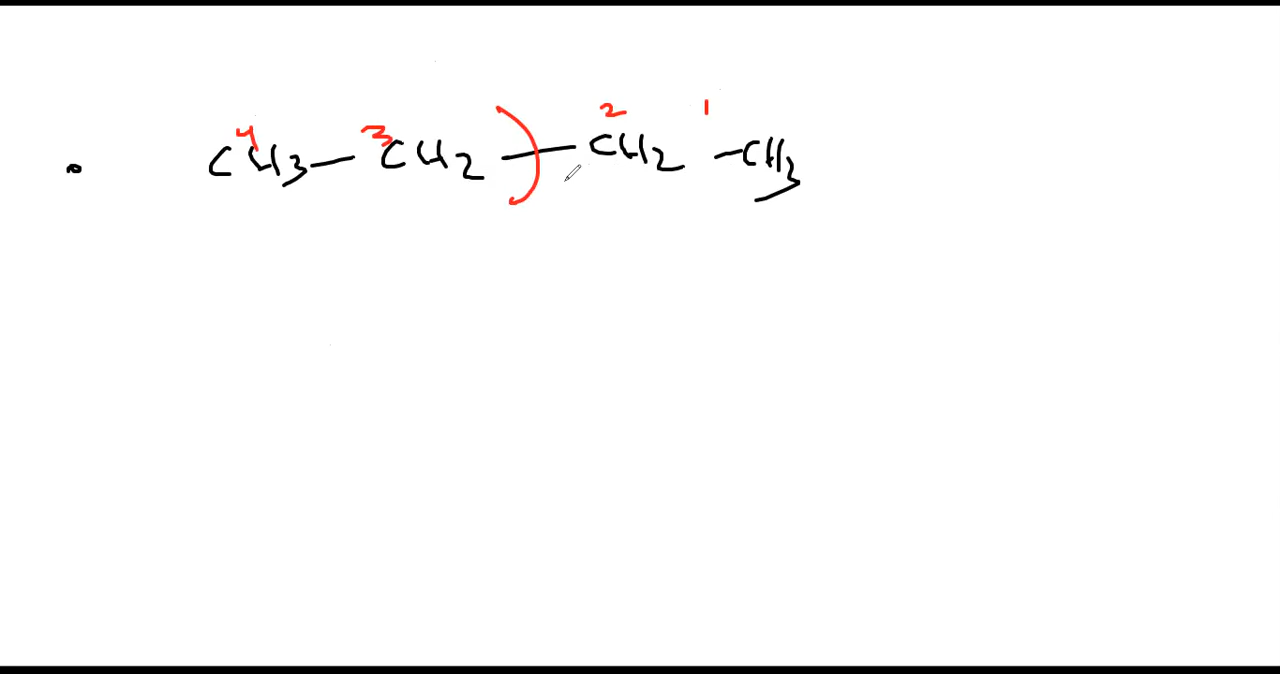 4 3 2 1
CH3 — CH2 — CH2 — CH3